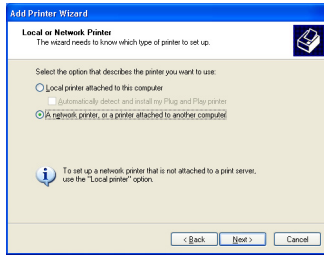 Add Printer Wizard
Local or Network Printer
The wizard needs to know which type of printer to set up.
Select the option that describes the printer you want to use:
Local printer attached to this computer
Automatically detect and install my Plug and Play printer
A network printer, or a printer attached to another computer
To set up a network printer that is not attached to a print server,
use the "Local printer" option.
< Back Next > Cancel